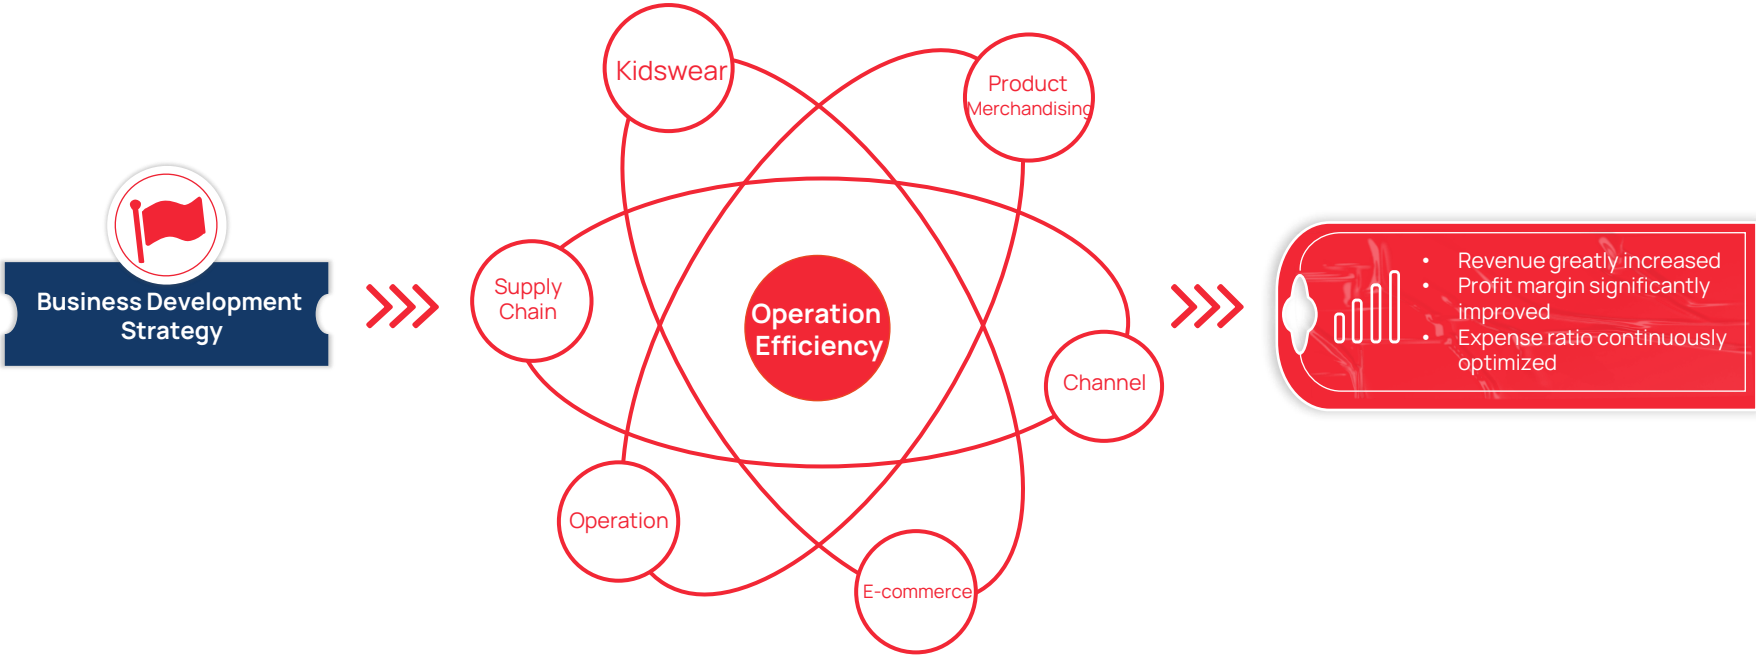 Kidswear
Product
Merchandising
Business Development
Strategy
Supply
Chain
Operation
Efficiency
Channel
Operation
E-commerce
• Revenue greatly increased
• Profit margin significantly
improved
• Expense ratio continuously
optimized